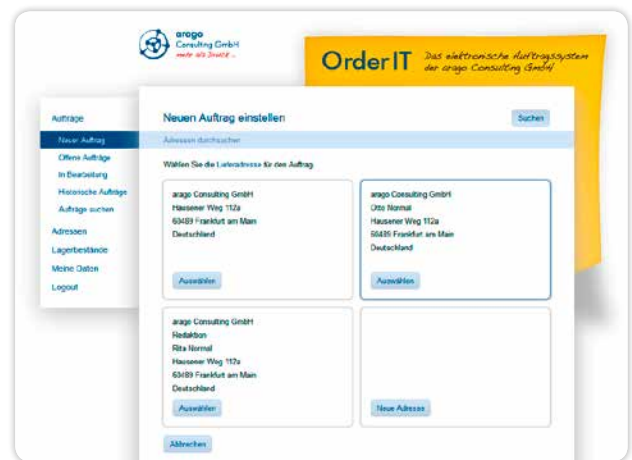 arago
Consulting GmbH
mehr als Druck ...
OrderIT
Das elektronische Auftragssystem
der arago Consulting GmbH
Aufträge
Neuer Auftrag
Offene Aufträge
In Bearbeitung
Historische Aufträge
Aufträge suchen
Adressen
Lagerbestände
Meine Daten
Logout
Neuen Auftrag einstellen
Suchen
Adressen durchsuchen
Wählen Sie die Lieferadresse für den Auftrag.
arago Consulting GmbH
Hausener Weg 112a
60489 Frankfurt am Main
Deutschland
Auswählen
arago Consulting GmbH
Otto Normal
Hausener Weg 112a
60489 Frankfurt am Main
Deutschland
Auswählen
arago Consulting GmbH
Redaktion
Rita Normal
Hausener Weg 112a
60489 Frankfurt am Main
Deutschland
Auswählen
Neue Adresse
Abbrechen